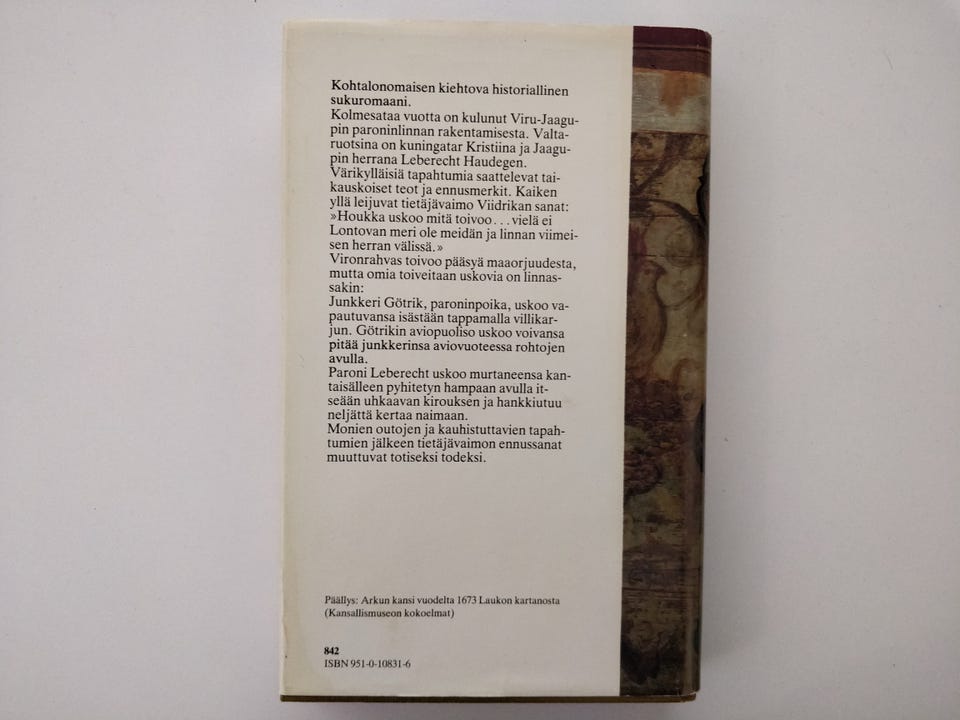 Kohtalonomaisen kiehtova historiallinen
sukuromaani.
Kolmesataa vuotta on kulunut Viru-Jaagu-
pin paroninlinnan rakentamisesta. Valta-
ruotsina on kuningatar Kristiina ja Jaagu-
pin herrana Leberecht Haudegen.
Värikylläisiä tapahtumia saattelevat tai-
kauskoiset teot ja ennusmerkit. Kaiken
yllä leijuvat tietäjävaimo Viidrikan sanat:
»Houkka uskoo mitä toivoo...vielä ei
Lontovan meri ole meidän ja linnan viimei-
sen herran välissä.»
Vironrahvas toivoo pääsyä maaorjuudesta,
mutta omia toiveitaan uskovia on linnas-
sakin:
Junkkeri Götrik, paroninpoika, uskoo va-
pautuvansa isästään tappamalla villikar-
jun. Götrikin aviopuoliso uskoo voivansa
pitää junkkerinsa aviovuoteessa rohtojen
avulla.
Paroni Leberecht uskoo murtaneensa kan-
taisälleen pyhitetyn hampaan avulla it-
seään uhkaavan kirouksen ja hankkiutuu
neljättä kertaa naimaan.
Monien outojen ja kauhistuttavien tapah-
tumien jälkeen tietäjävaimon ennussanat
muuttuvat totiseksi todeksi.
Päällys: Arkun kansi vuodelta 1673 Laukon kartanosta
(Kansallismuseon kokoelmat)
842
ISBN 951-0-10831-6